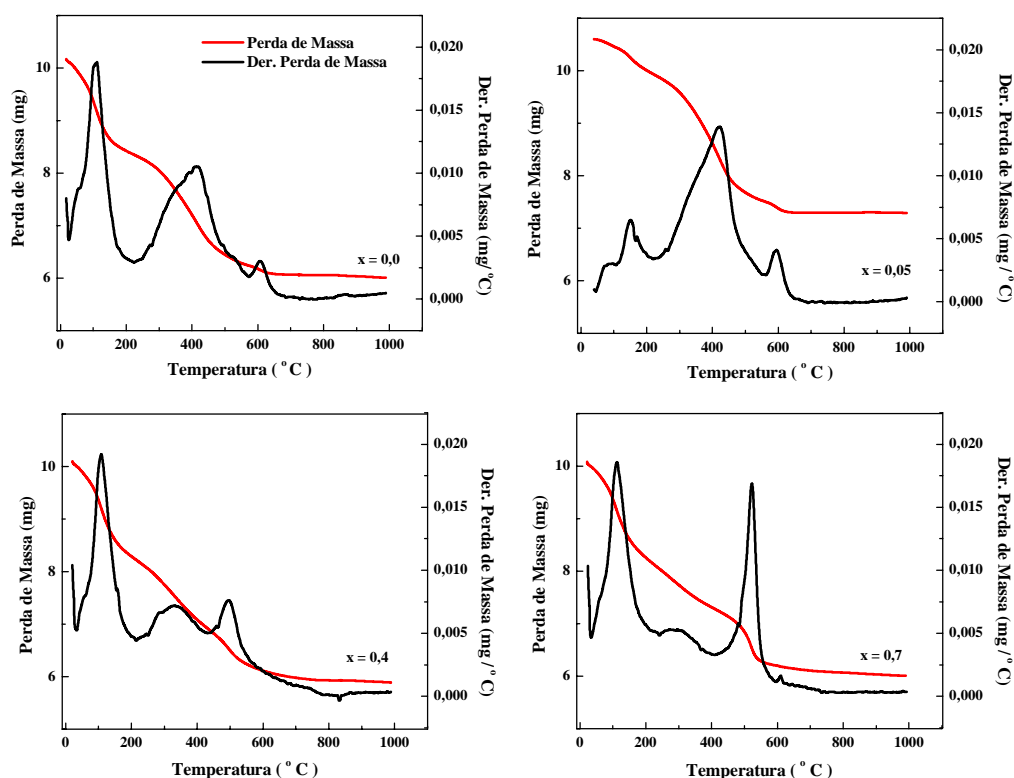 Perda de Massa
Der. Perda de Massa
Perda de Massa (mg)
10
8
6
0,020
0,015
0,010
0,005
0,000
Der. Perda de Massa (mg/ °C)
x = 0,0
0 200 400 600 800 1000
Temperatura ( °C )
Perda de Massa (mg)
10
8
6
0,020
0,015
0,010
0,005
0,000
Der. Perda de Massa (mg/ °C)
x = 0,05
0 200 400 600 800 1000
Temperatura ( °C )
Perda de Massa (mg)
10
8
6
0,020
0,015
0,010
0,005
0,000
Der. Perda de Massa (mg / °C)
x = 0,4
0 200 400 600 800 1000
Temperatura ( °C )
Perda de Massa (mg)
10
8
6
0,020
0,015
0,010
0,005
0,000
Der. Perda de Massa (mg / °C)
x = 0,7
0 200 400 600 800 1000
Temperatura ( °C )